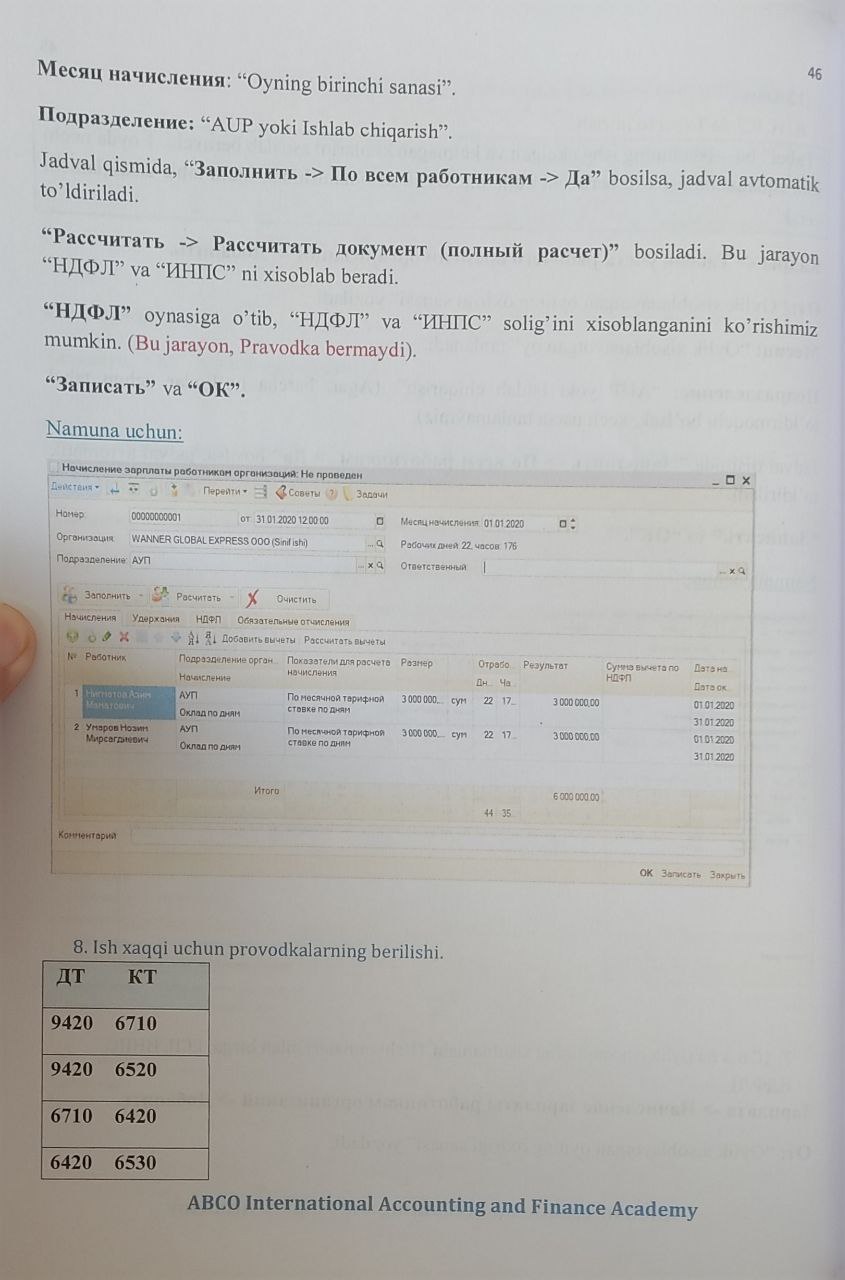 46
Месяц начисления: “Oyning birinchi sanasi”.
Подразделение: “AUP yoki Ishlab chiqarish”.
Jadval qismida, “Заполнить -> По всем работникам -> Да” bosilsa, jadval avtomatik
to’ldiriladi.
“Рассчитать -> Рассчитать документ (полный расчет)” bosiladi. Bu jarayon
“НДФЛ” va “ИНПС” ni xisoblab beradi.
“НДФЛ” oynasiga o’tib, “НДФЛ” va “ИНПС” solig’ini xisoblanganini ko’rishimiz
mumkin. (Bu jarayon, Pravodka bermaydi).
“Записать” va “ОК”.
Namuna uchun:
Начисление зарплаты работникам организаций: Не проведен
Действия Перейти Советы Задачи
Номер: 00000000001 от 31.01.2020 12:00:00 Месяц начисления: 01.01.2020
Организация: WANNER GLOBAL EXPRESS ООО (Sinif ishi) Рабочих дней: 22, часов: 176
Подразделение: АУП Ответственный:
Заполнить Расчитать Очистить
Начисления Удержания НДФЛ Обязательные отчисления
Добавить вычеты Рассчитать вычеты
№ Работник Подразделение орган... Показатели для расчета Размер Отрабо... Результат Сумма вычета по Дата на...
Начисление начисления Дн... Ча... НДФЛ Дата ок...
1 Нигматов Азим АУП По месячной тарифной 3 000 000,... сум 22 17... 3 000 000,00 01.01.2020
Маматович Оклад по дням ставке по дням 31.01.2020
2 Умаров Нозим АУП По месячной тарифной 3 000 000,... сум 22 17... 3 000 000,00 01.01.2020
Мирсагдиевич Оклад по дням ставке по дням 31.01.2020
Итого 6 000 000,00
44 35...
Комментарий:
ОК Записать Закрыть
8. Ish xaqqi uchun provodkalarning berilishi.
ДТ КТ
9420 6710
9420 6520
6710 6420
6420 6530
ABCO International Accounting and Finance Academy